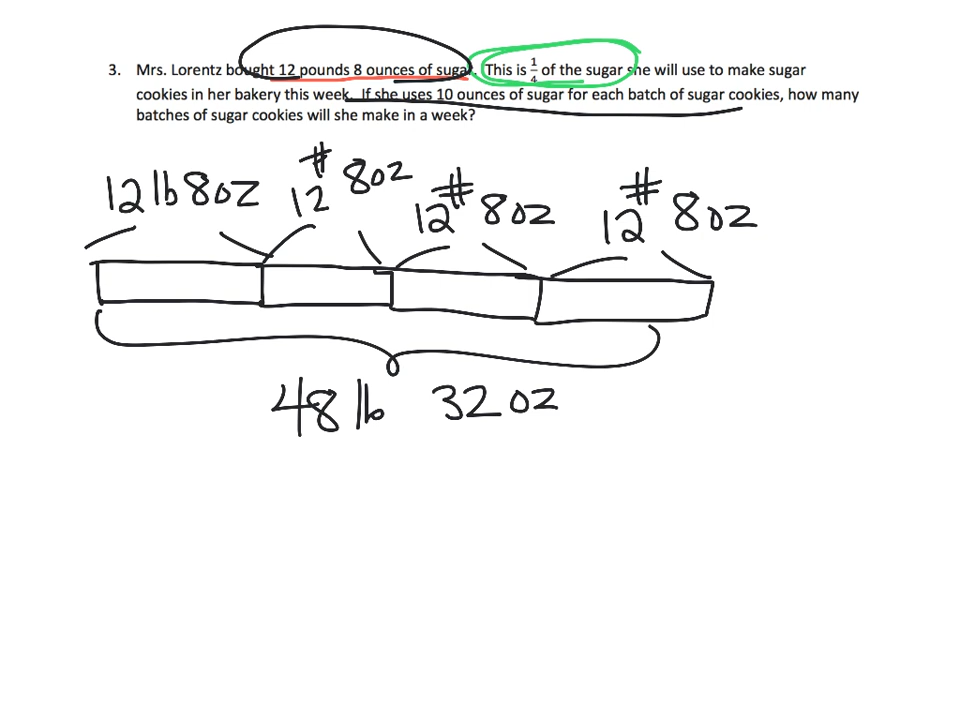 3. Mrs. Lorentz bought 12 pounds 8 ounces of sugar. This is 1/4 of the sugar she will use to make sugar
cookies in her bakery this week. If she uses 10 ounces of sugar for each batch of sugar cookies, how many
batches of sugar cookies will she make in a week?
12 lb 8 oz 12 # 8 oz 12 # 8 oz 12 # 8 oz
48 lb 32 oz